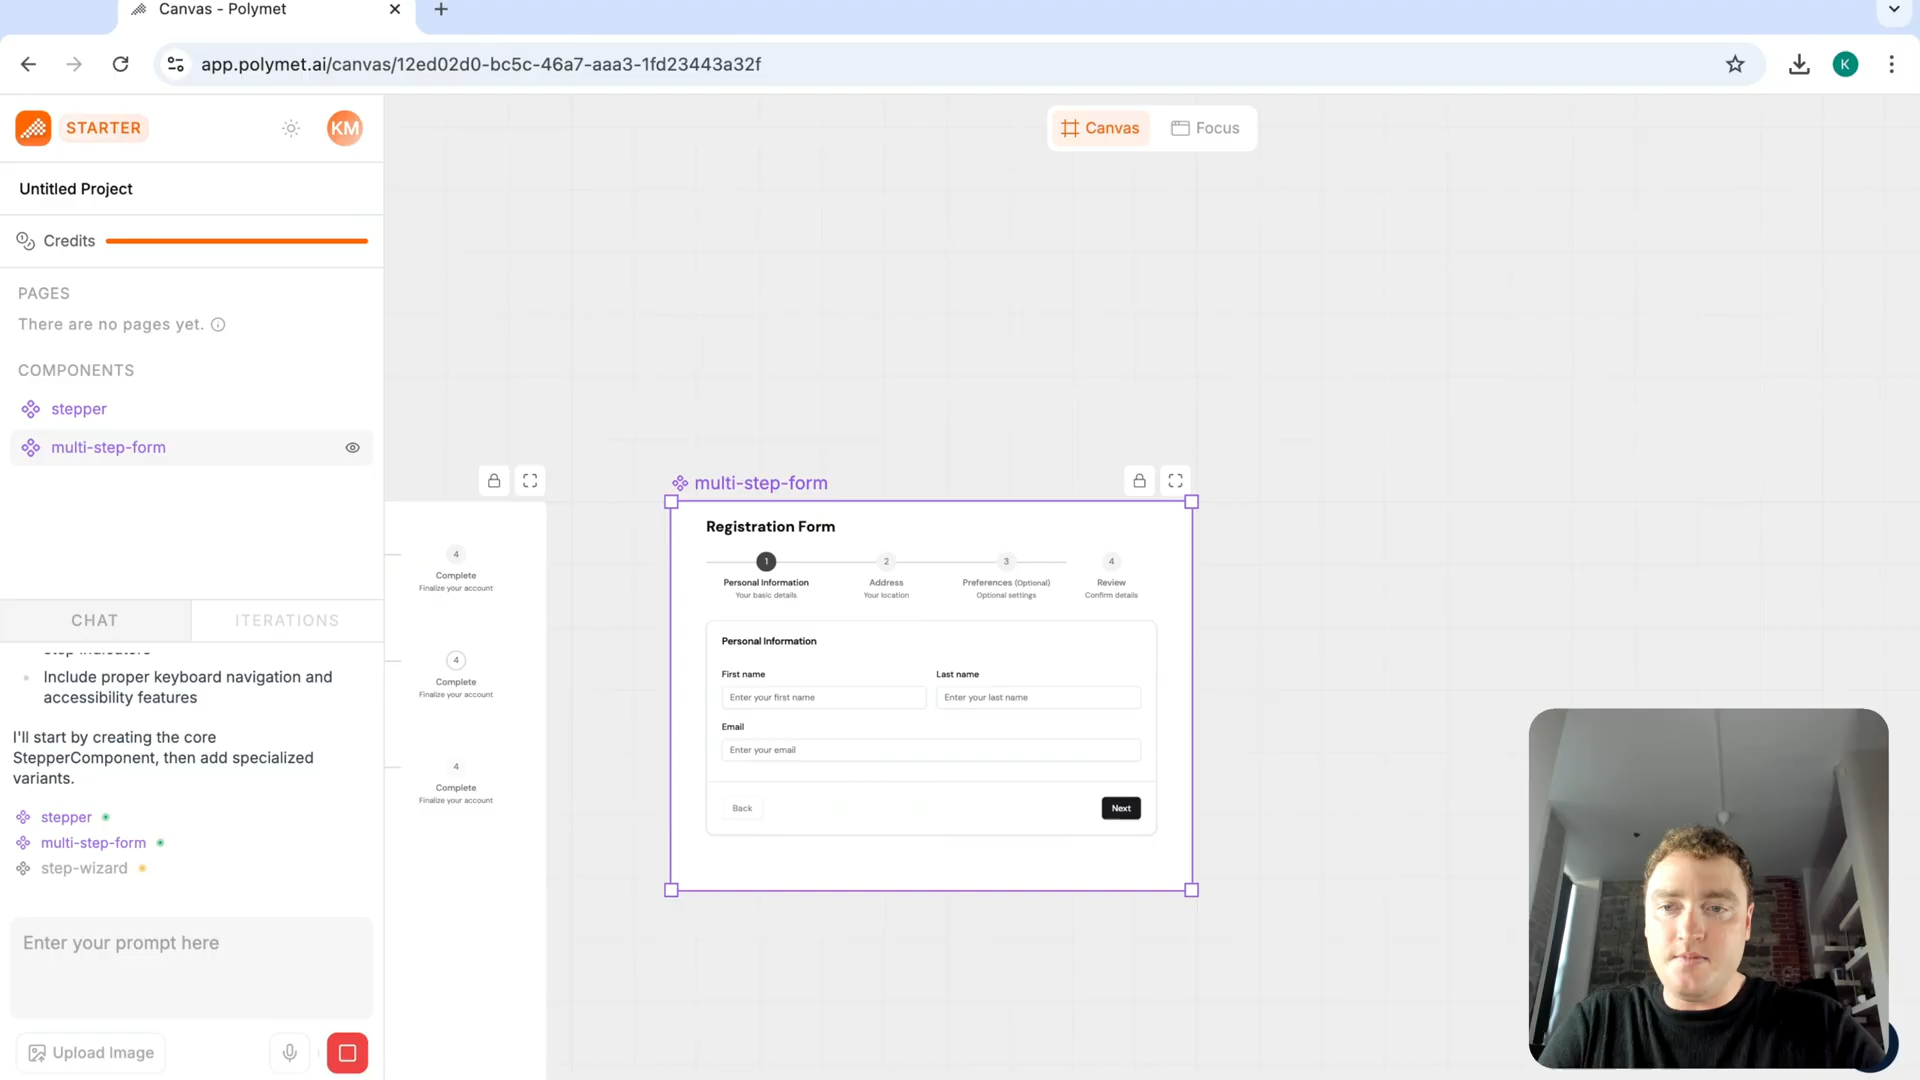 Canvas - Polymet
app.polymet.ai/canvas/12ed02d0-bc5c-46a7-aaa3-1fd23443a32f
K
STARTER
KM
Canvas
Focus
Untitled Project
Credits
PAGES
There are no pages yet.
COMPONENTS
stepper
multi-step-form
CHAT
ITERATIONS
step indicators
Include proper keyboard navigation and
accessibility features
I'll start by creating the core
StepperComponent, then add specialized
variants.
stepper
multi-step-form
step-wizard
Enter your prompt here
Upload Image
4
Complete
Finalize your account
4
Complete
Finalize your account
4
Complete
Finalize your account
multi-step-form
Registration Form
1 2 3 4
Personal Information Address Preferences (Optional) Review
Your basic details Your location Optional settings Confirm details
Personal Information
First name Last name
Enter your first name Enter your last name
Email
Enter your email
Back Next